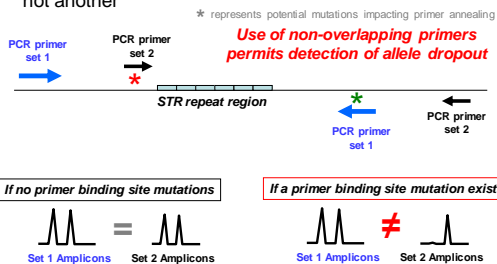 not another
* represents potential mutations impacting primer annealing
Use of non-overlapping primers
permits detection of allele dropout
PCR primer
set 1
PCR primer
set 2
*
STR repeat region
*
PCR primer
set 1
PCR primer
set 2
If no primer binding site mutations
If a primer binding site mutation exist
=
≠
Set 1 Amplicons
Set 2 Amplicons
Set 1 Amplicons
Set 2 Amplicons